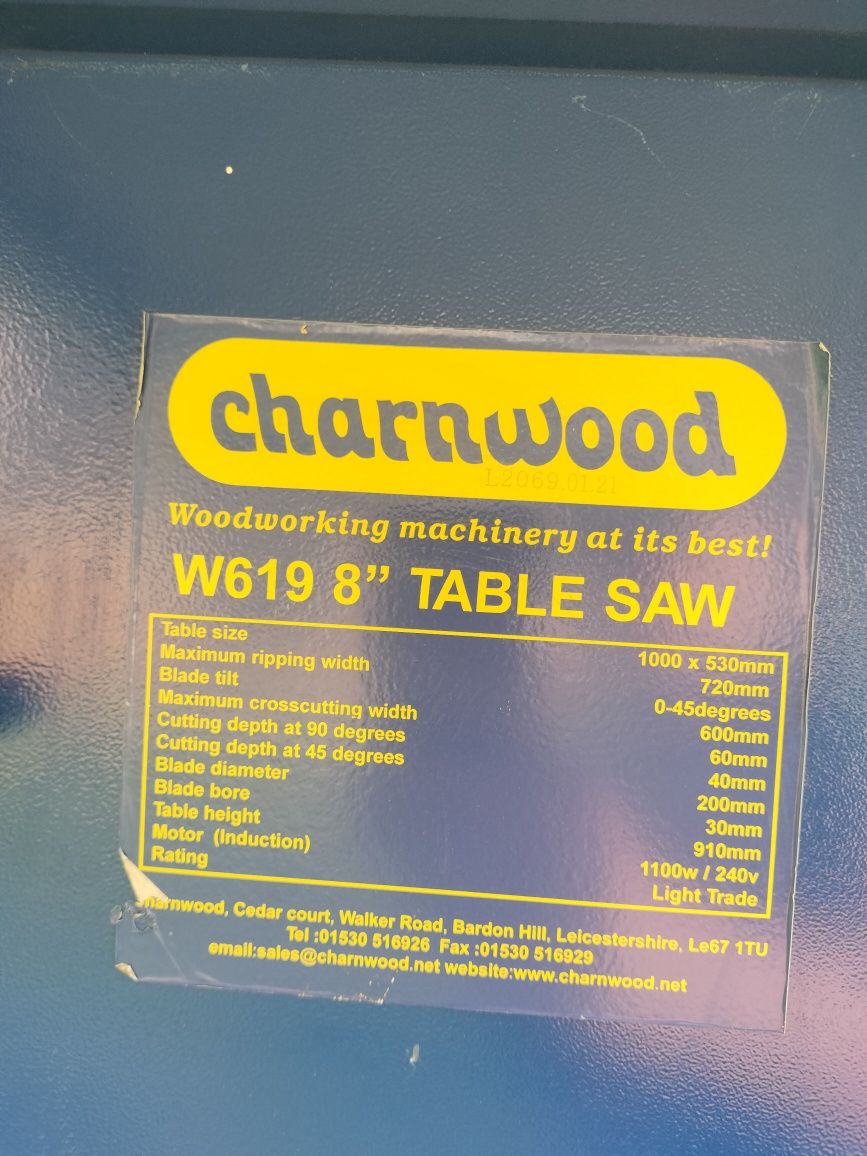 charnwood
L2069.01.21
Woodworking machinery at its best!
W619 8” TABLE SAW
Table size 1000 x 530mm
Maximum ripping width 720mm
Blade tilt 0-45degrees
Maximum crosscutting width 600mm
Cutting depth at 90 degrees 60mm
Cutting depth at 45 degrees 40mm
Blade diameter 200mm
Blade bore 30mm
Table height 910mm
Motor (Induction) 1100w / 240v
Rating Light Trade
Charnwood, Cedar court, Walker Road, Bardon Hill, Leicestershire, Le67 1TU
Tel :01530 516926 Fax :01530 516929
email:sales@charnwood.net website:www.charnwood.net